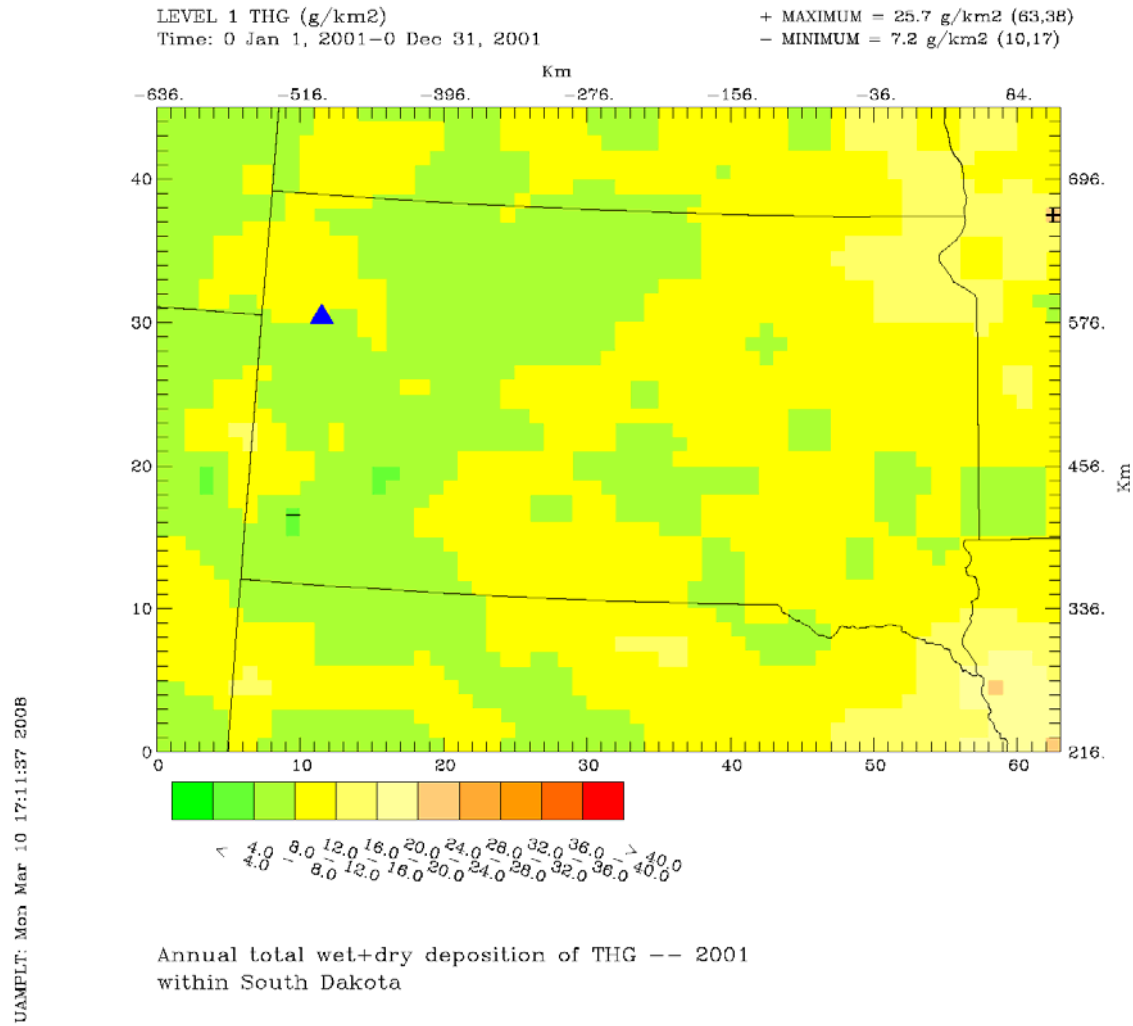 LEVEL 1 THG (g/km2)
Time: 0 Jan 1, 2001-0 Dec 31, 2001
+ MAXIMUM = 25.7 g/km2 (63,38)
- MINIMUM = 7.2 g/km2 (10,17)
Km
-636. -516. -396. -276. -156. -36. 84.
40 696.
30 576.
20 456.
Km
10 336.
0 216.
0 10 20 30 40 50 60
< 4.0
4.0 - 8.0
8.0 - 12.0
12.0 - 16.0
16.0 - 20.0
20.0 - 24.0
24.0 - 28.0
28.0 - 32.0
32.0 - 36.0
36.0 - 40.0
> 40.0
Annual total wet+dry deposition of THG -- 2001
within South Dakota
UAMPLT: Mon Mar 10 17:11:37 2008